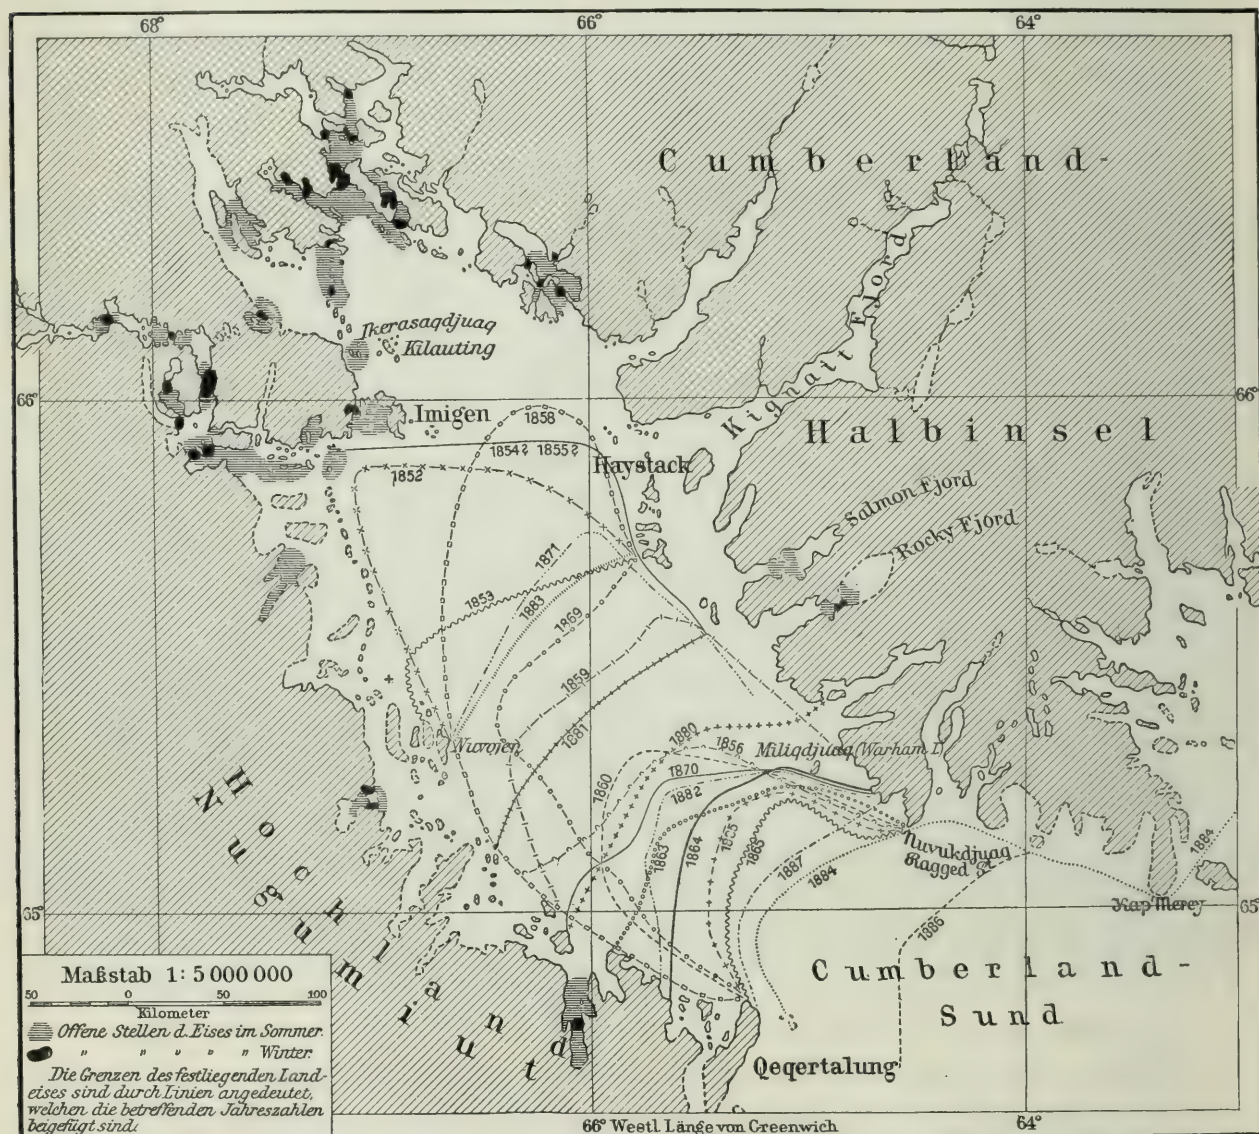 68° 66° 64°
Cumberland-
Kignait Fjord
Ikerasaqdjuaq
Kilauting
66°
Imigen
1858
Halbinsel
1854? 1855?
Haystack
1852
Salmon Fjord
Rocky Fjord
1871
1853
1883
1869
1859
1881
1880
1856
Miliqdjuaq (Warham I.)
Nuvojen
1870
1860
1882
Hochland
Nugumiut
1863
1864
1865
1887
1884
Nuvukdjuaq
Ragged I.
1884
Kap Mercy
65°
1886
Cumberland-
Sund
Qeqertalung
Maßstab 1:5 000 000
50 0 50 100
Kilometer
Offene Stellen d. Eises im Sommer.
" " " " " Winter.
Die Grenzen des festliegenden Land-
eises sind durch Linien angedeutet,
welchen die betreffenden Jahreszahlen
beigefügt sind.
66° Westl. Länge von Greenwich 64°